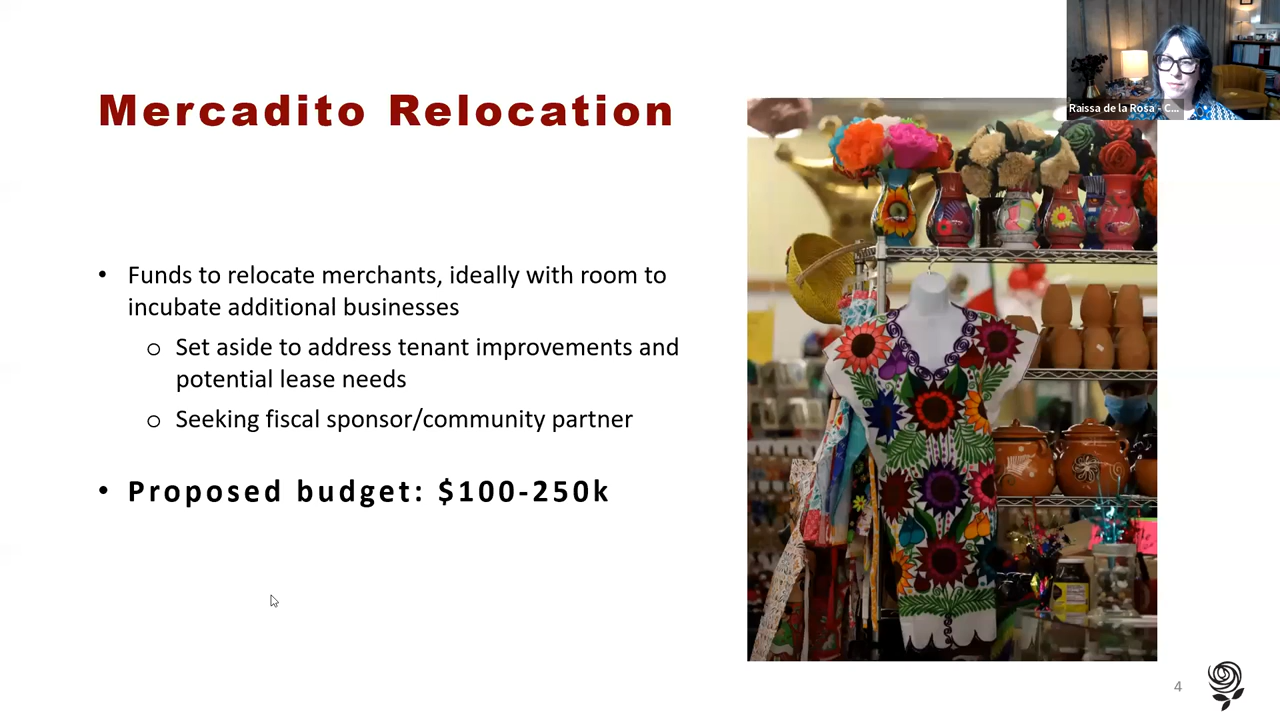 Raissa de la Rosa - C...
Mercadito Relocation
• Funds to relocate merchants, ideally with room to
incubate additional businesses
o Set aside to address tenant improvements and
potential lease needs
o Seeking fiscal sponsor/community partner
• Proposed budget: $100-250k
4